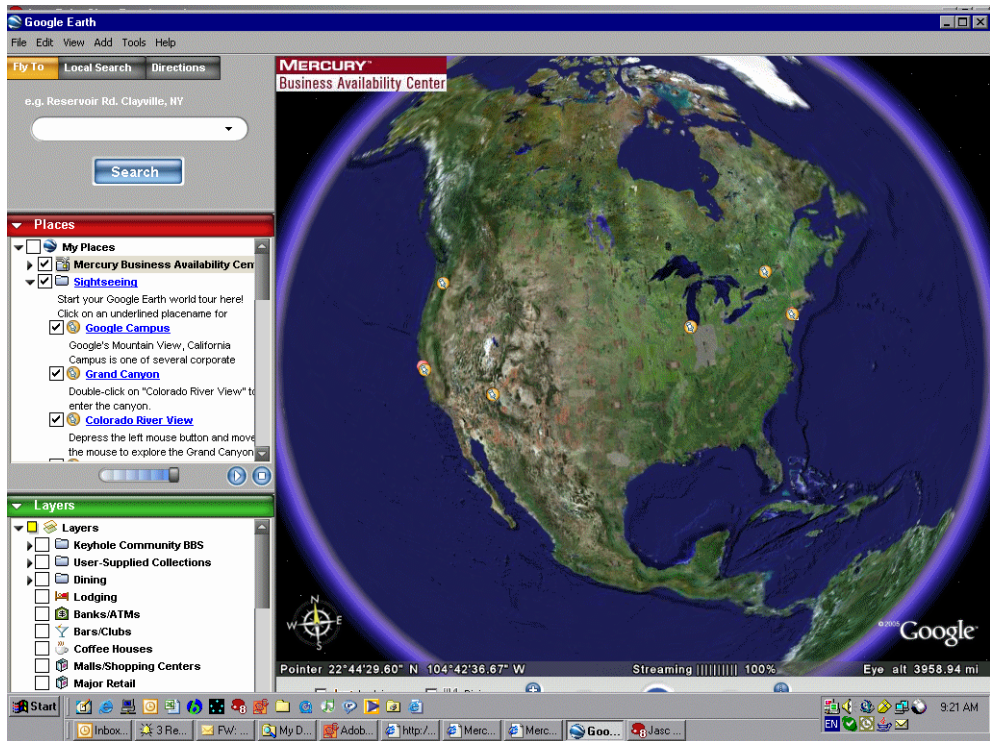 Google Earth
File Edit View Add Tools Help
Fly To Local Search Directions
e.g. Reservoir Rd. Clayville, NY
Search
MERCURY™
Business Availability Center
Places
My Places
Mercury Business Availability Cen
Sightseeing
Start your Google Earth world tour here!
Click on an underlined placename for
Google Campus
Google's Mountain View, California
Campus is one of several corporate
Grand Canyon
Double-click on "Colorado River View" to
enter the canyon.
Colorado River View
Depress the left mouse button and move
the mouse to explore the Grand Canyon
Layers
Layers
Keyhole Community BBS
User-Supplied Collections
Dining
Lodging
Banks/ATMs
Bars/Clubs
Coffee Houses
Malls/Shopping Centers
Major Retail
N
W E
S
©2005 Google
Pointer 22°44'29.60" N 104°42'36.67" W Streaming |||||||||| 100% Eye alt 3958.94 mi
Start 9:21 AM
Inbox... 3 Re... FW: ... My D... Adob... http:/... Merc... Merc... Goo... Jasc ... EN